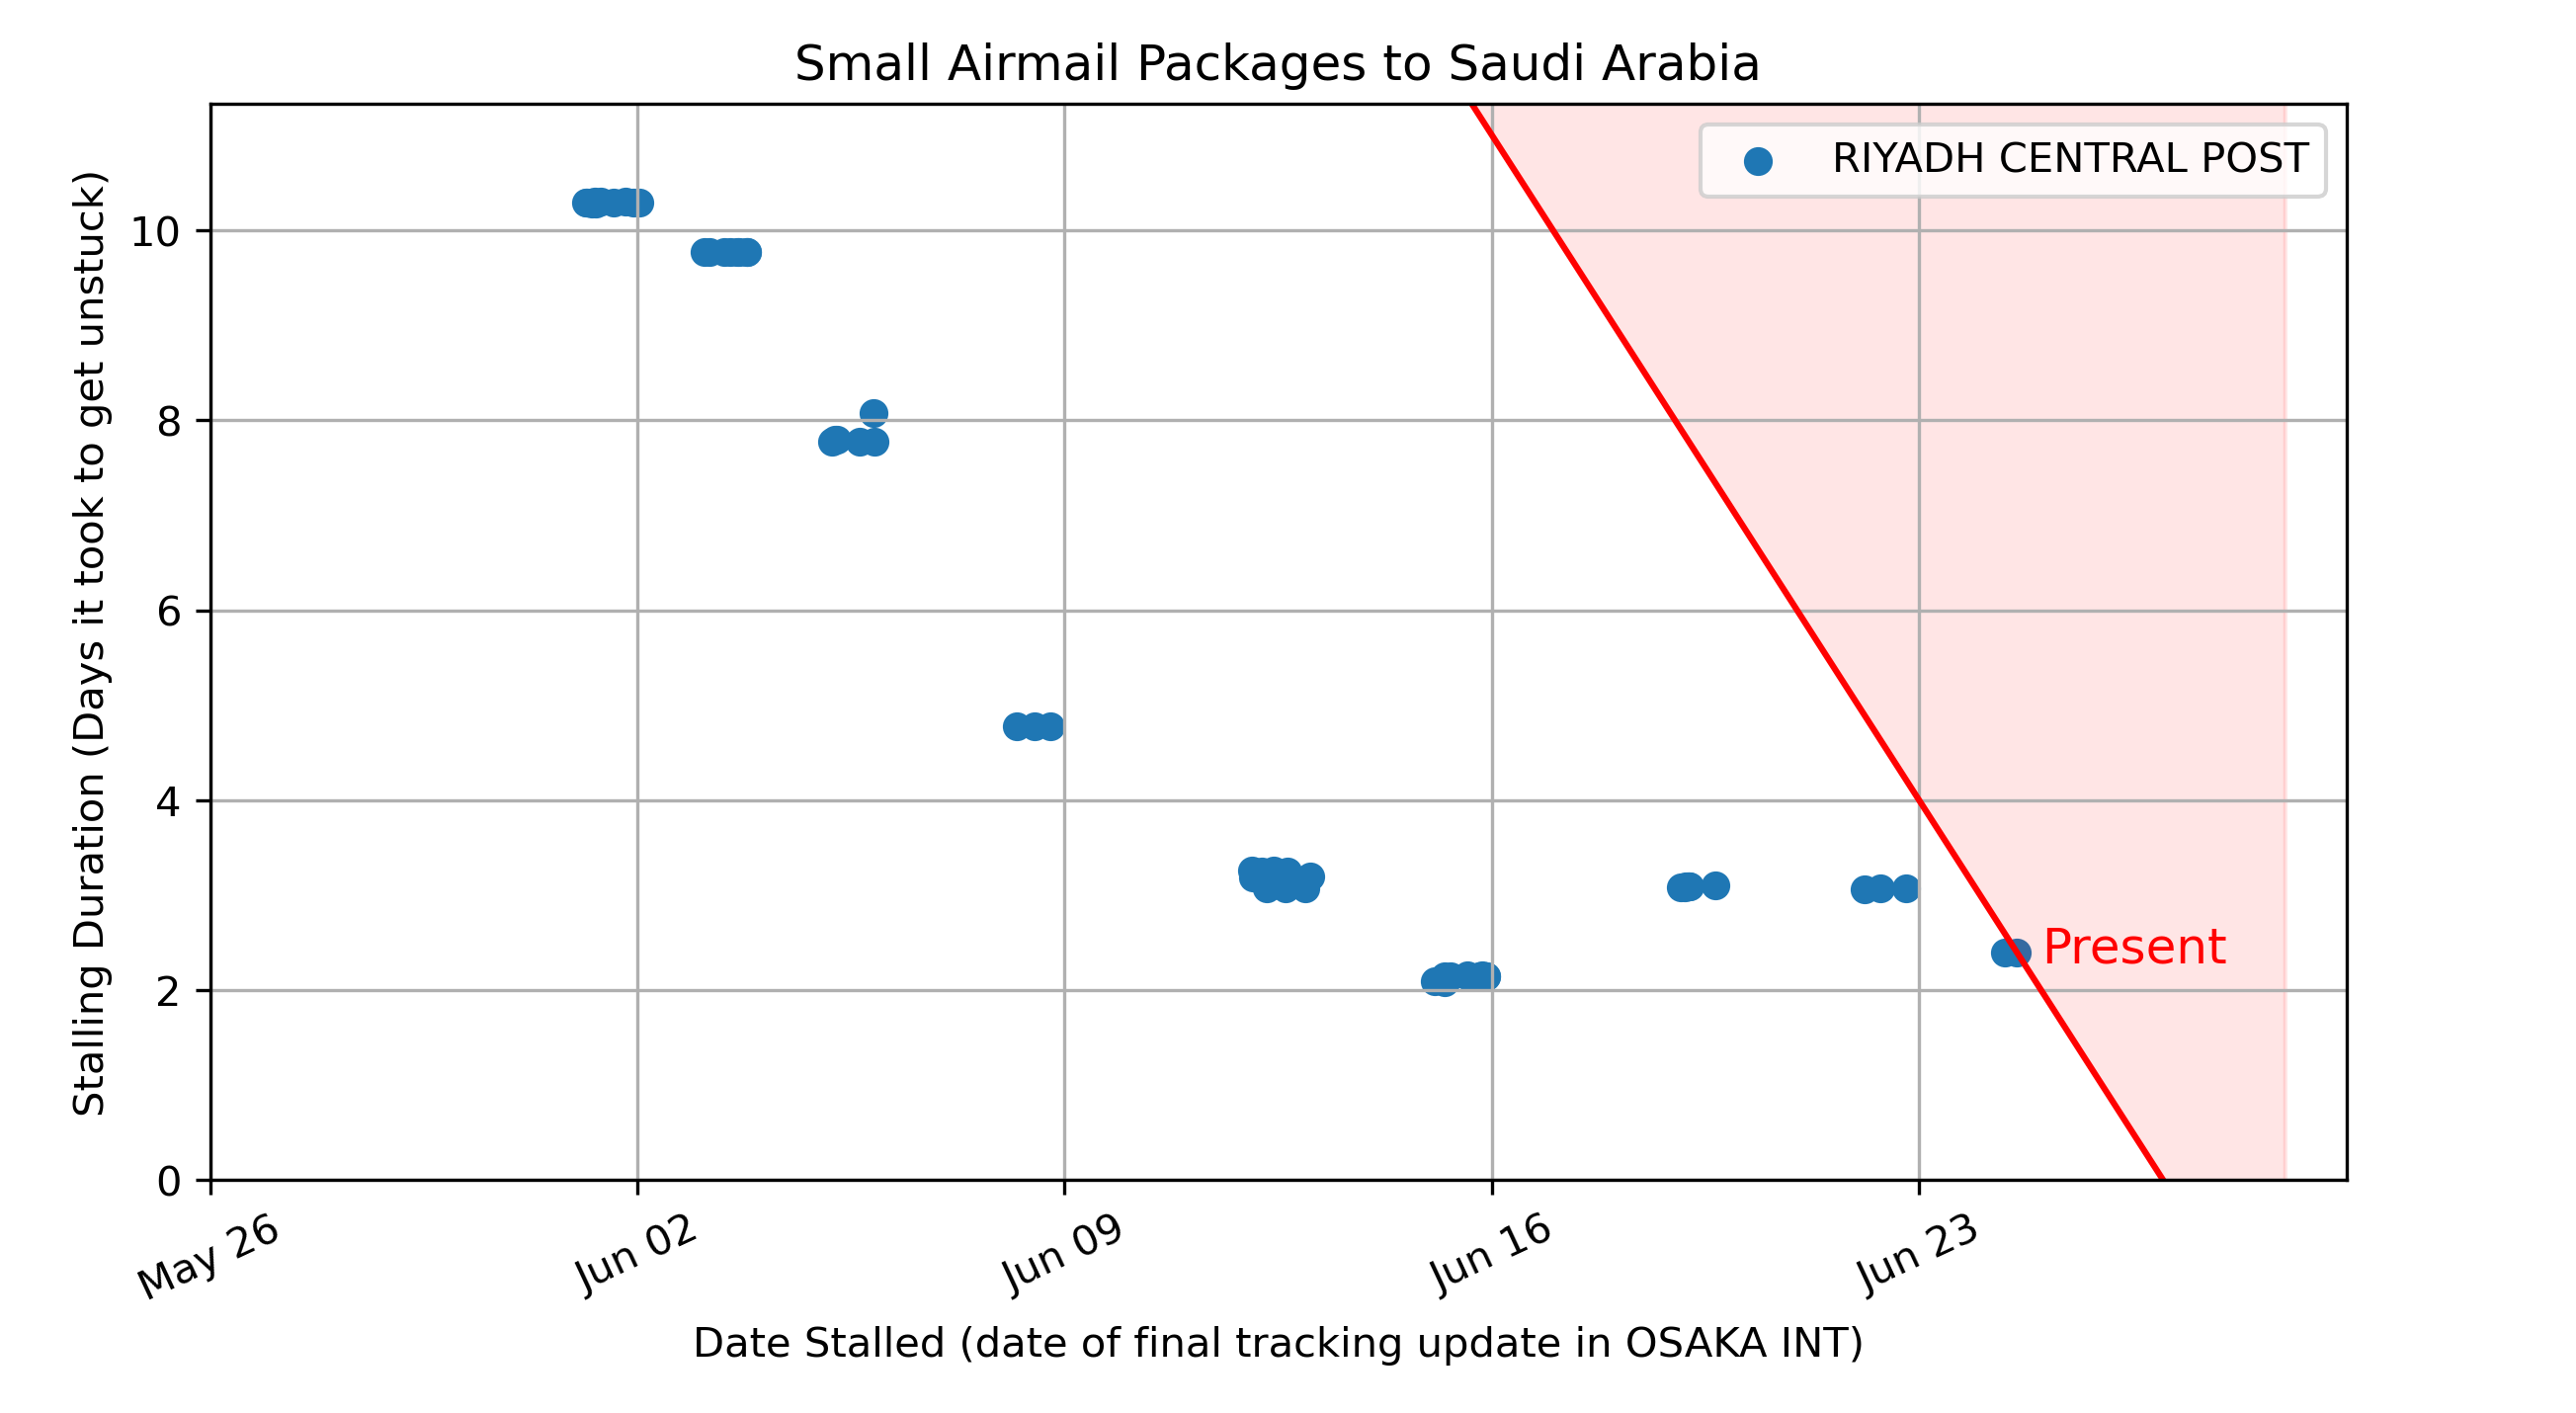 Small Airmail Packages to Saudi Arabia
RIYADH CENTRAL POST
Stalling Duration (Days it took to get unstuck)
10
8
6
4
2
0
Present
May 26
Jun 02
Jun 09
Jun 16
Jun 23
Date Stalled (date of final tracking update in OSAKA INT)